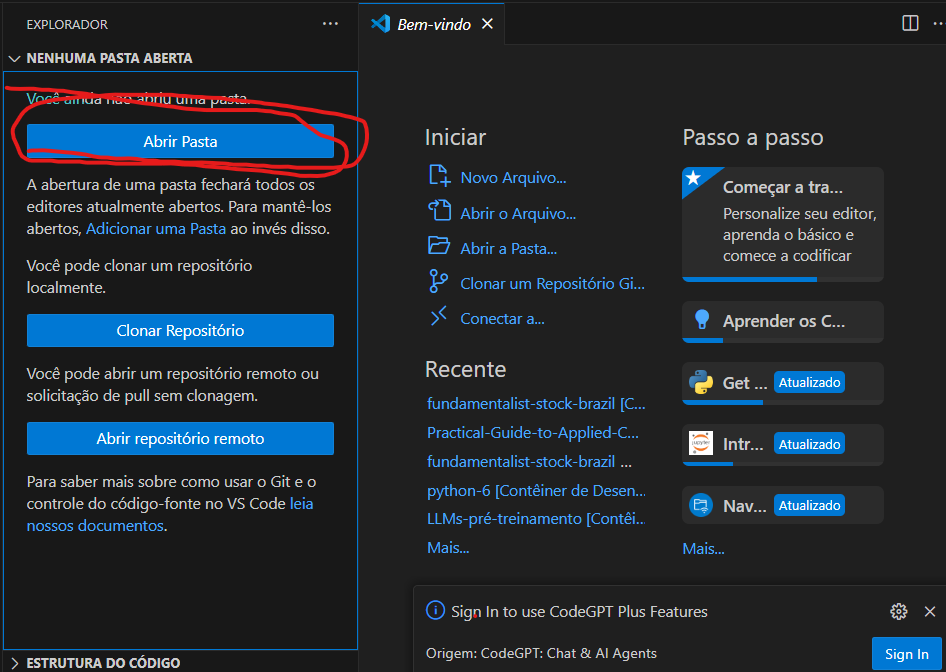 EXPLORADOR
NENHUMA PASTA ABERTA
Você ainda não abriu uma pasta.
Abrir Pasta
A abertura de uma pasta fechará todos os
editores atualmente abertos. Para mantê-los
abertos, Adicionar uma Pasta ao invés disso.
Você pode clonar um repositório
localmente.
Clonar Repositório
Você pode abrir um repositório remoto ou
solicitação de pull sem clonagem.
Abrir repositório remoto
Para saber mais sobre como usar o Git e o
controle do código-fonte no VS Code leia
nossos documentos.
ESTRUTURA DO CÓDIGO
Bem-vindo
Iniciar
Novo Arquivo...
Abrir o Arquivo...
Abrir a Pasta...
Clonar um Repositório Gi...
Conectar a...
Recente
fundamentalist-stock-brazil [C...
Practical-Guide-to-Applied-C...
fundamentalist-stock-brazil ...
python-6 [Contêiner de Desen...
LLMs-pré-treinamento [Contêi...
Mais...
Passo a passo
Começar a tra...
Personalize seu editor,
aprenda o básico e
comece a codificar
Aprender os C...
Get ... Atualizado
Intr... Atualizado
Nav... Atualizado
Mais...
Sign In to use CodeGPT Plus Features
Origem: CodeGPT: Chat & AI Agents
Sign In